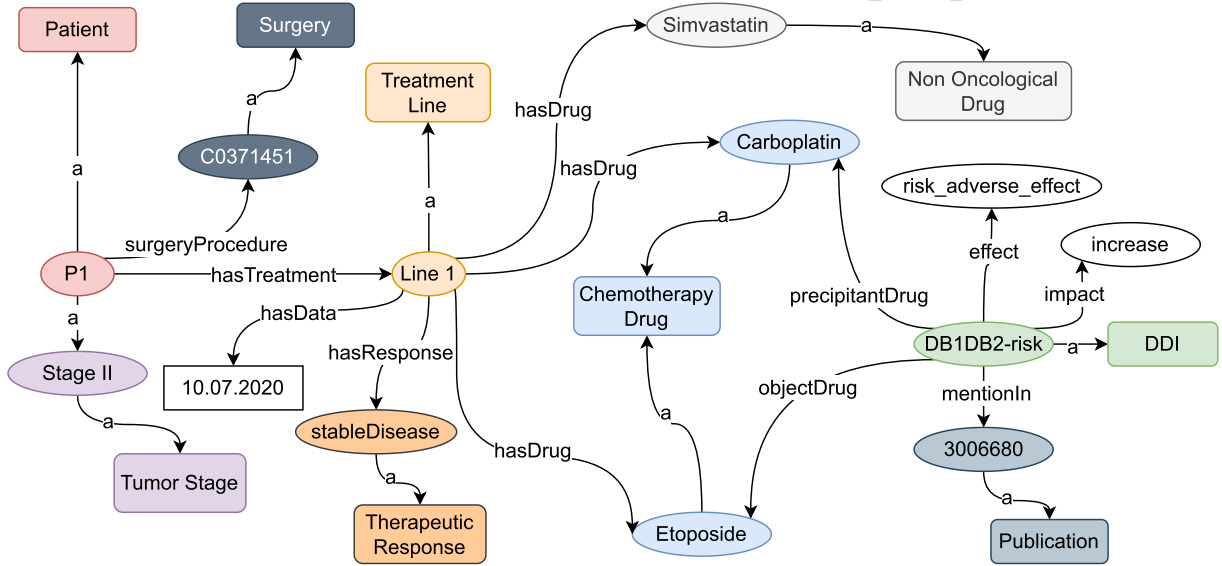 Patient
Surgery
Simvastatin
a
Non Oncological
Drug
Treatment
Line
a
hasDrug
Carboplatin
C0371451
hasDrug
a
risk_adverse_effect
a
a
surgeryProcedure
effect
increase
P1
hasTreatment
Line 1
Chemotherapy
Drug
precipitantDrug
impact
a
hasData
hasResponse
DB1DB2-risk
a
DDI
Stage II
10.07.2020
objectDrug
mentionIn
a
stableDisease
a
hasDrug
3006680
Tumor Stage
a
a
Therapeutic
Response
Etoposide
Publication